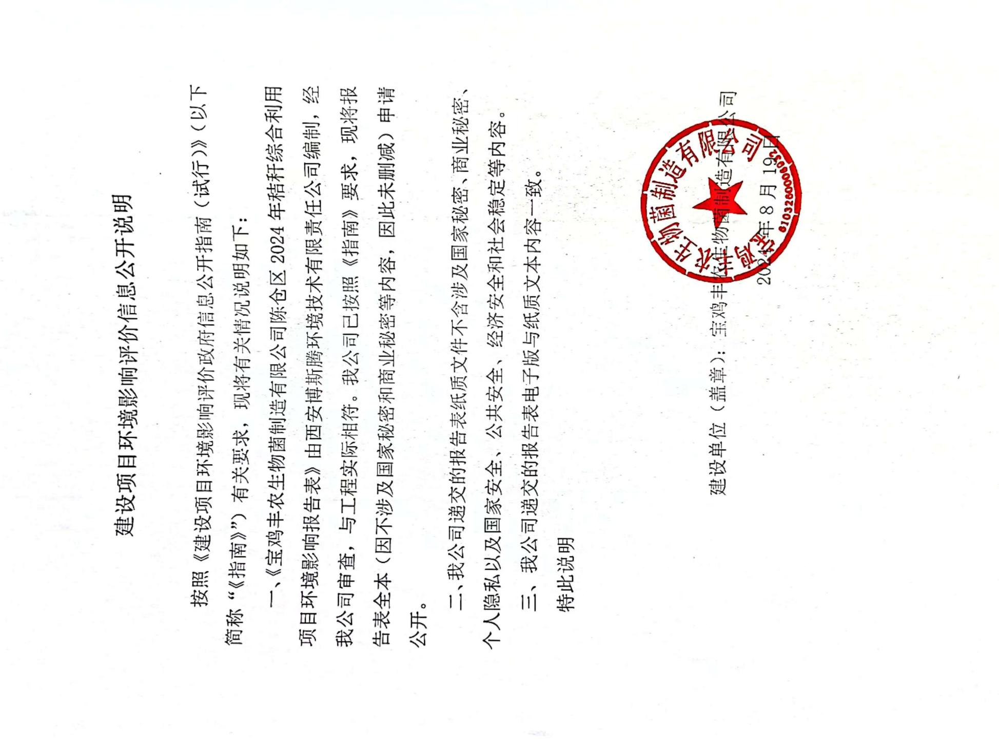 建设项目环境影响评价信息公开说明
按照《建设项目环境影响评价政府信息公开指南（试行）》（以下
简称“《指南》”）有关要求，现将有关情况说明如下：
一、《宝鸡丰农生物菌制造有限公司陈仓区 2024 年秸秆综合利用
项目环境影响报告表》由西安博斯腾环境技术有限责任公司编制，经
我公司审查，与工程实际相符。我公司已按照《指南》要求，现将报
告表全本（因不涉及国家秘密和商业秘密等内容，因此未删减）申请
公开。
二、我公司递交的报告表纸质文件不含涉及国家秘密、商业秘密、
个人隐私以及国家安全、公共安全、经济安全和社会稳定等内容。
三、我公司递交的报告表电子版与纸质文本内容一致。
特此说明
建设单位（盖章）：宝鸡丰农生物菌制造有限公司
2024年 8 月 19 日
宝鸡丰农生物菌制造有限公司
6103260006032